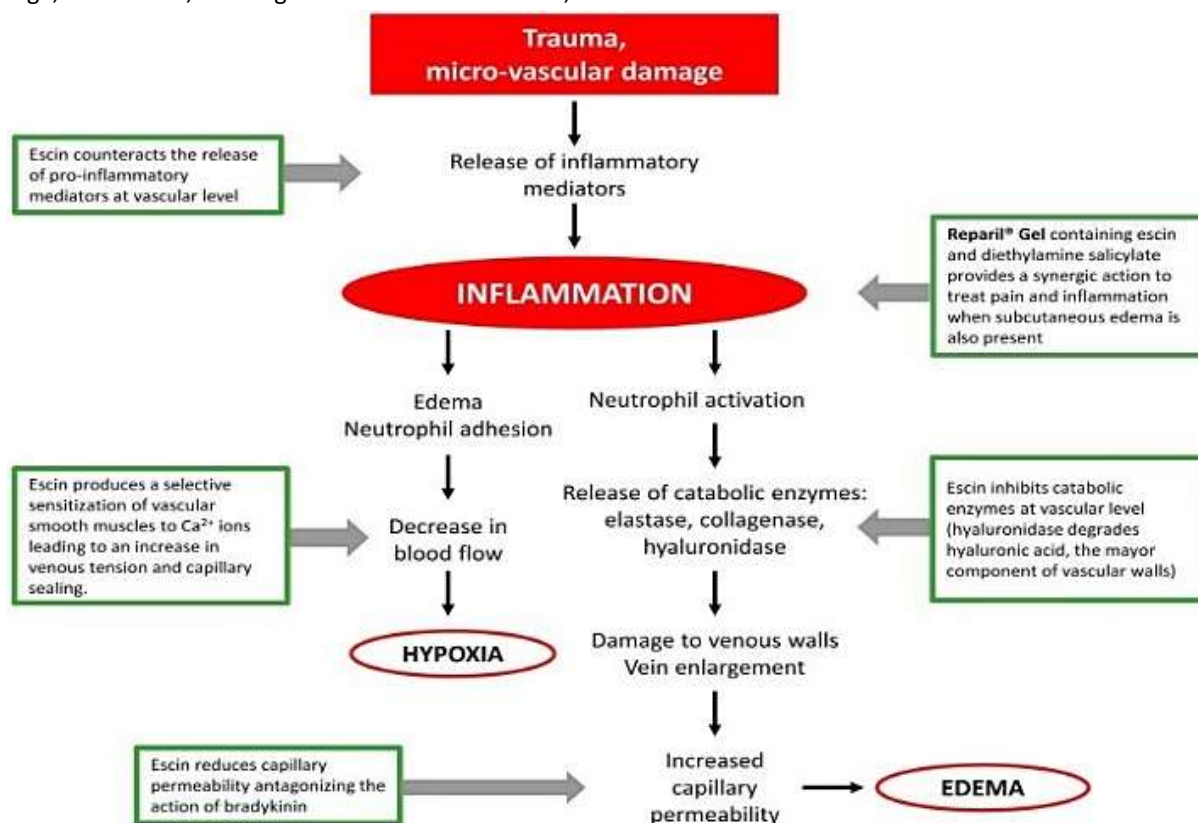 Trauma,
micro-vascular damage
Escin counteracts the release
of pro-inflammatory
mediators at vascular level
Release of inflammatory
mediators
Reparil® Gel containing escin
and diethylamine salicylate
provides a synergic action to
treat pain and inflammation
when subcutaneous edema is
also present
INFLAMMATION
Edema
Neutrophil adhesion
Neutrophil activation
Escin produces a selective
sensitization of vascular
smooth muscles to Ca²⁺ ions
leading to an increase in
venous tension and capillary
sealing.
Decrease in
blood flow
Release of catabolic enzymes:
elastase, collagenase,
hyaluronidase
Escin inhibits catabolic
enzymes at vascular level
(hyaluronidase degrades
hyaluronic acid, the mayor
component of vascular walls)
HYPOXIA
Damage to venous walls
Vein enlargement
Escin reduces capillary
permeability antagonizing the
action of bradykinin
Increased
capillary
permeability
EDEMA